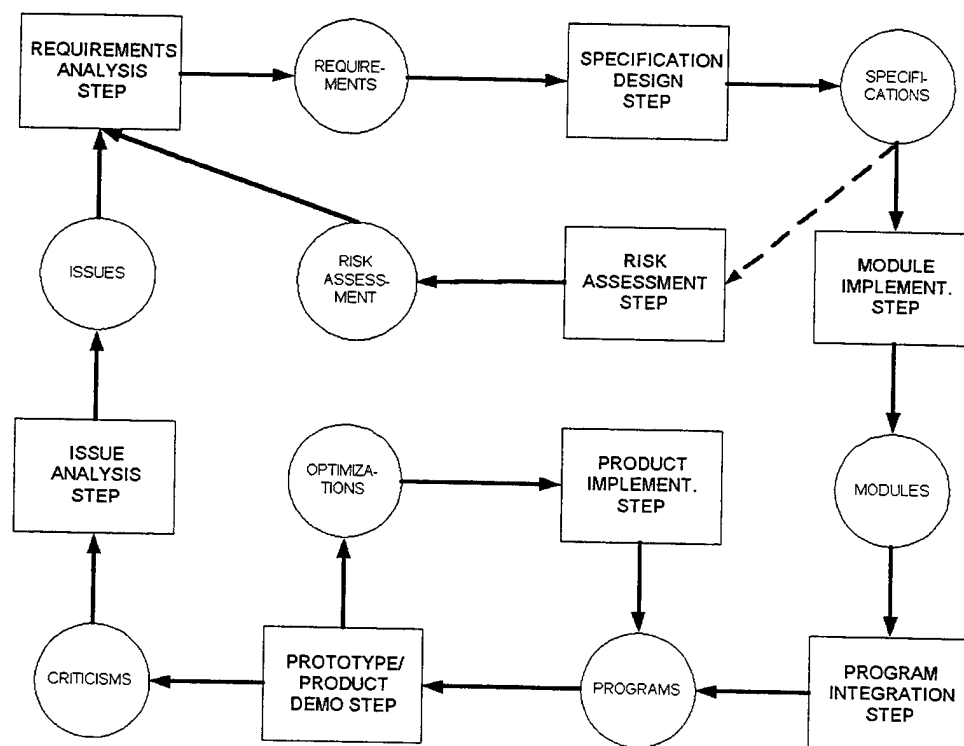 REQUIREMENTS
ANALYSIS
STEP
REQUIRE-
MENTS
SPECIFICATION
DESIGN
STEP
SPECIFI-
CATIONS
ISSUES
RISK
ASSESS-
MENT
RISK
ASSESSMENT
STEP
MODULE
IMPLEMENT.
STEP
ISSUE
ANALYSIS
STEP
OPTIMIZA-
TIONS
PRODUCT
IMPLEMENT.
STEP
MODULES
CRITICISMS
PROTOTYPE/
PRODUCT
DEMO STEP
PROGRAMS
PROGRAM
INTEGRATION
STEP